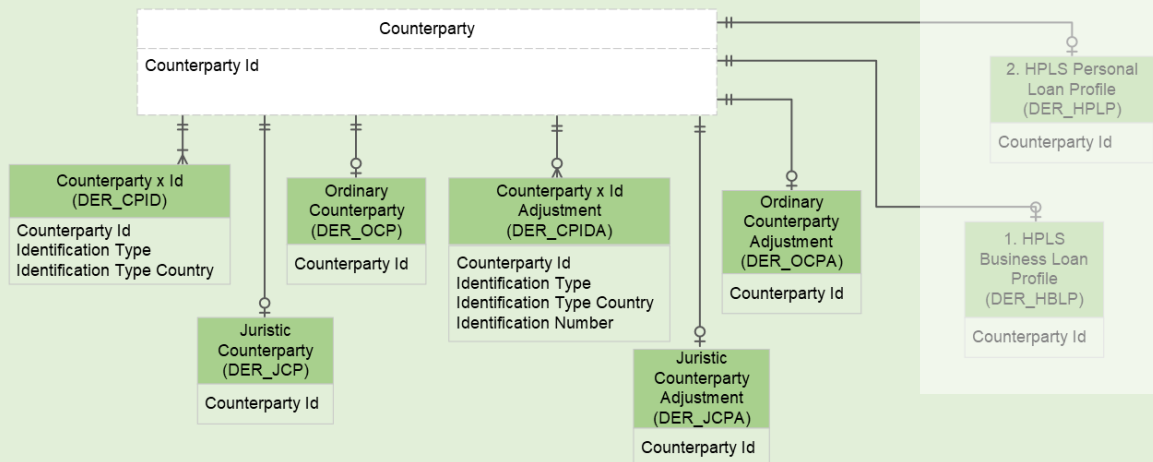 Counterparty
Counterparty Id
2. HPLS Personal
Loan Profile
(DER_HPLP)
Counterparty Id
Counterparty x Id
(DER_CPID)
Counterparty Id
Identification Type
Identification Type Country
Ordinary
Counterparty
(DER_OCP)
Counterparty Id
Counterparty x Id
Adjustment
(DER_CPIDA)
Counterparty Id
Identification Type
Identification Type Country
Identification Number
Ordinary
Counterparty
Adjustment
(DER_OCPA)
Counterparty Id
1. HPLS
Business Loan
Profile
(DER_HBLP)
Counterparty Id
Juristic
Counterparty
(DER_JCP)
Counterparty Id
Juristic
Counterparty
Adjustment
(DER_JCPA)
Counterparty Id